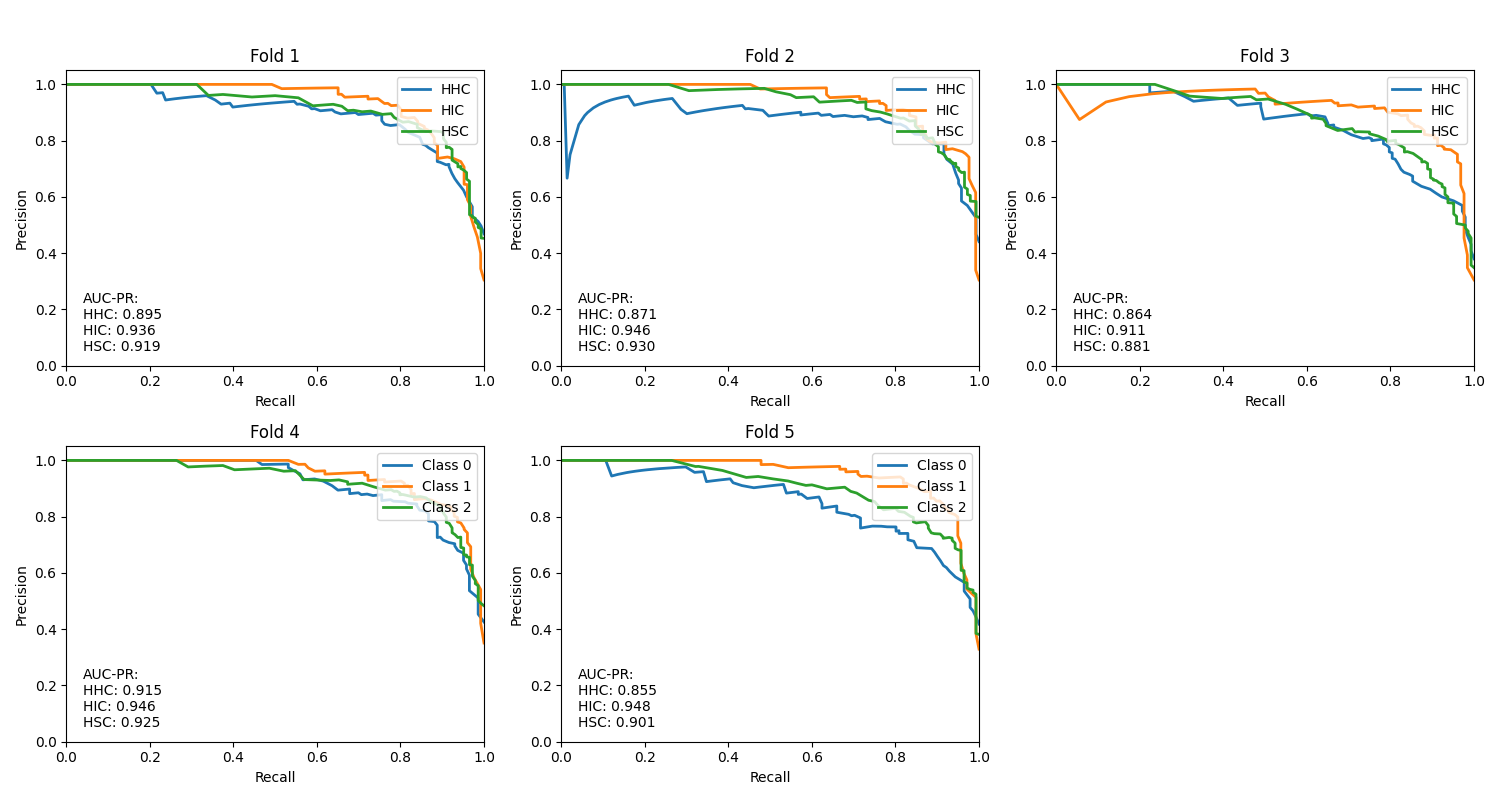 Fold 1
1.0
0.8
0.6
0.4
0.2
0.0
Precision
HHC
HIC
HSC
AUC-PR:
HHC: 0.895
HIC: 0.936
HSC: 0.919
0.0 0.2 0.4 0.6 0.8 1.0
Recall
Fold 2
1.0
0.8
0.6
0.4
0.2
0.0
Precision
HHC
HIC
HSC
AUC-PR:
HHC: 0.871
HIC: 0.946
HSC: 0.930
0.0 0.2 0.4 0.6 0.8 1.0
Recall
Fold 3
1.0
0.8
0.6
0.4
0.2
0.0
Precision
HHC
HIC
HSC
AUC-PR:
HHC: 0.864
HIC: 0.911
HSC: 0.881
0.0 0.2 0.4 0.6 0.8 1.0
Recall
Fold 4
1.0
0.8
0.6
0.4
0.2
0.0
Precision
Class 0
Class 1
Class 2
AUC-PR:
HHC: 0.915
HIC: 0.946
HSC: 0.925
0.0 0.2 0.4 0.6 0.8 1.0
Recall
Fold 5
1.0
0.8
0.6
0.4
0.2
0.0
Precision
Class 0
Class 1
Class 2
AUC-PR:
HHC: 0.855
HIC: 0.948
HSC: 0.901
0.0 0.2 0.4 0.6 0.8 1.0
Recall